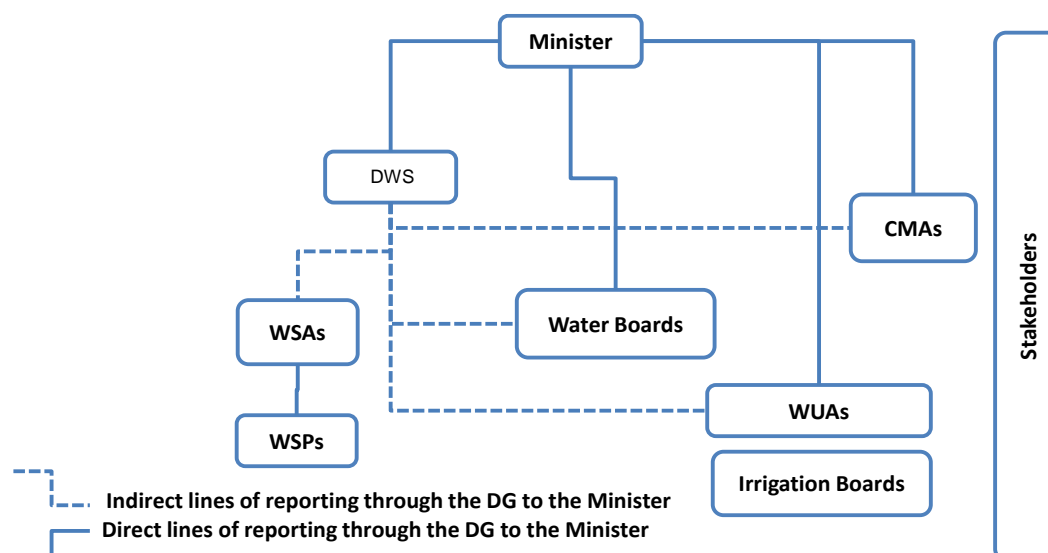 Minister
DWS
CMAs
WSAs
Water Boards
WUAs
WSPs
Irrigation Boards
Stakeholders
Indirect lines of reporting through the DG to the Minister
Direct lines of reporting through the DG to the Minister